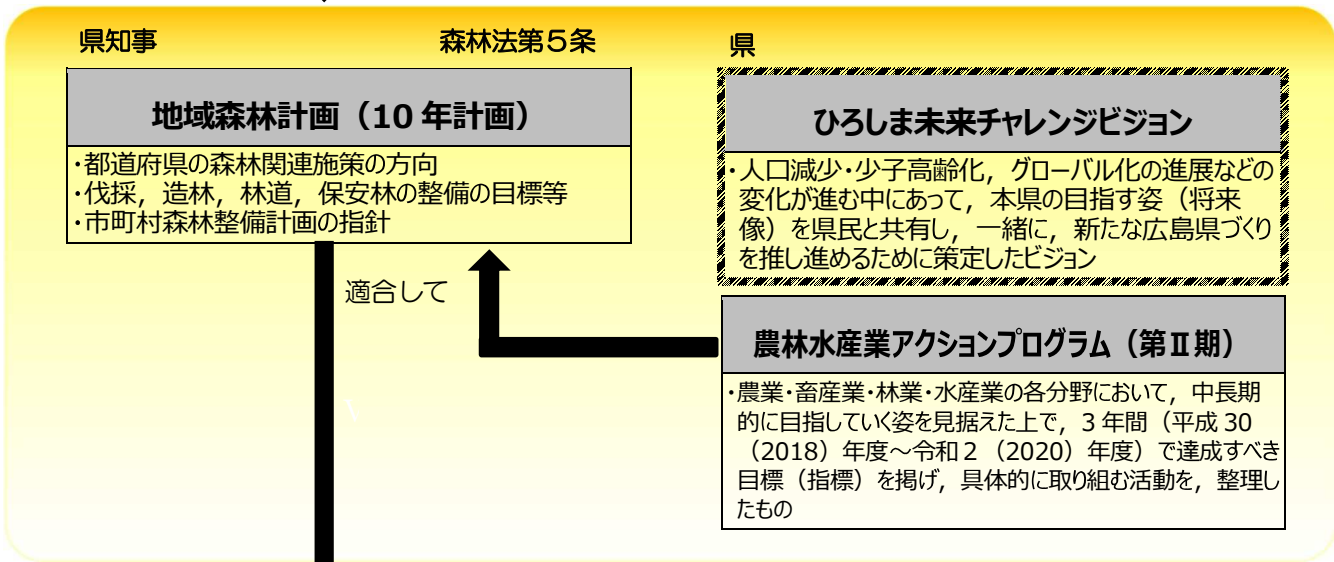 県知事
森林法第5条
地域森林計画（10 年計画）
・都道府県の森林関連施策の方向
・伐採，造林，林道，保安林の整備の目標等
・市町村森林整備計画の指針
適合して
県
ひろしま未来チャレンジビジョン
・人口減少・少子高齢化，グローバル化の進展などの
変化が進む中にあって，本県の目指す姿（将来
像）を県民と共有し，一緒に，新たな広島県づくり
を推し進めるために策定したビジョン
農林水産業アクションプログラム（第Ⅱ期）
・農業・畜産業・林業・水産業の各分野において，中長期
的に目指していく姿を見据えた上で，3 年間（平成 30
（2018）年度～令和２（2020）年度）で達成すべき
目標（指標）を掲げ，具体的に取り組む活動を，整理し
たもの